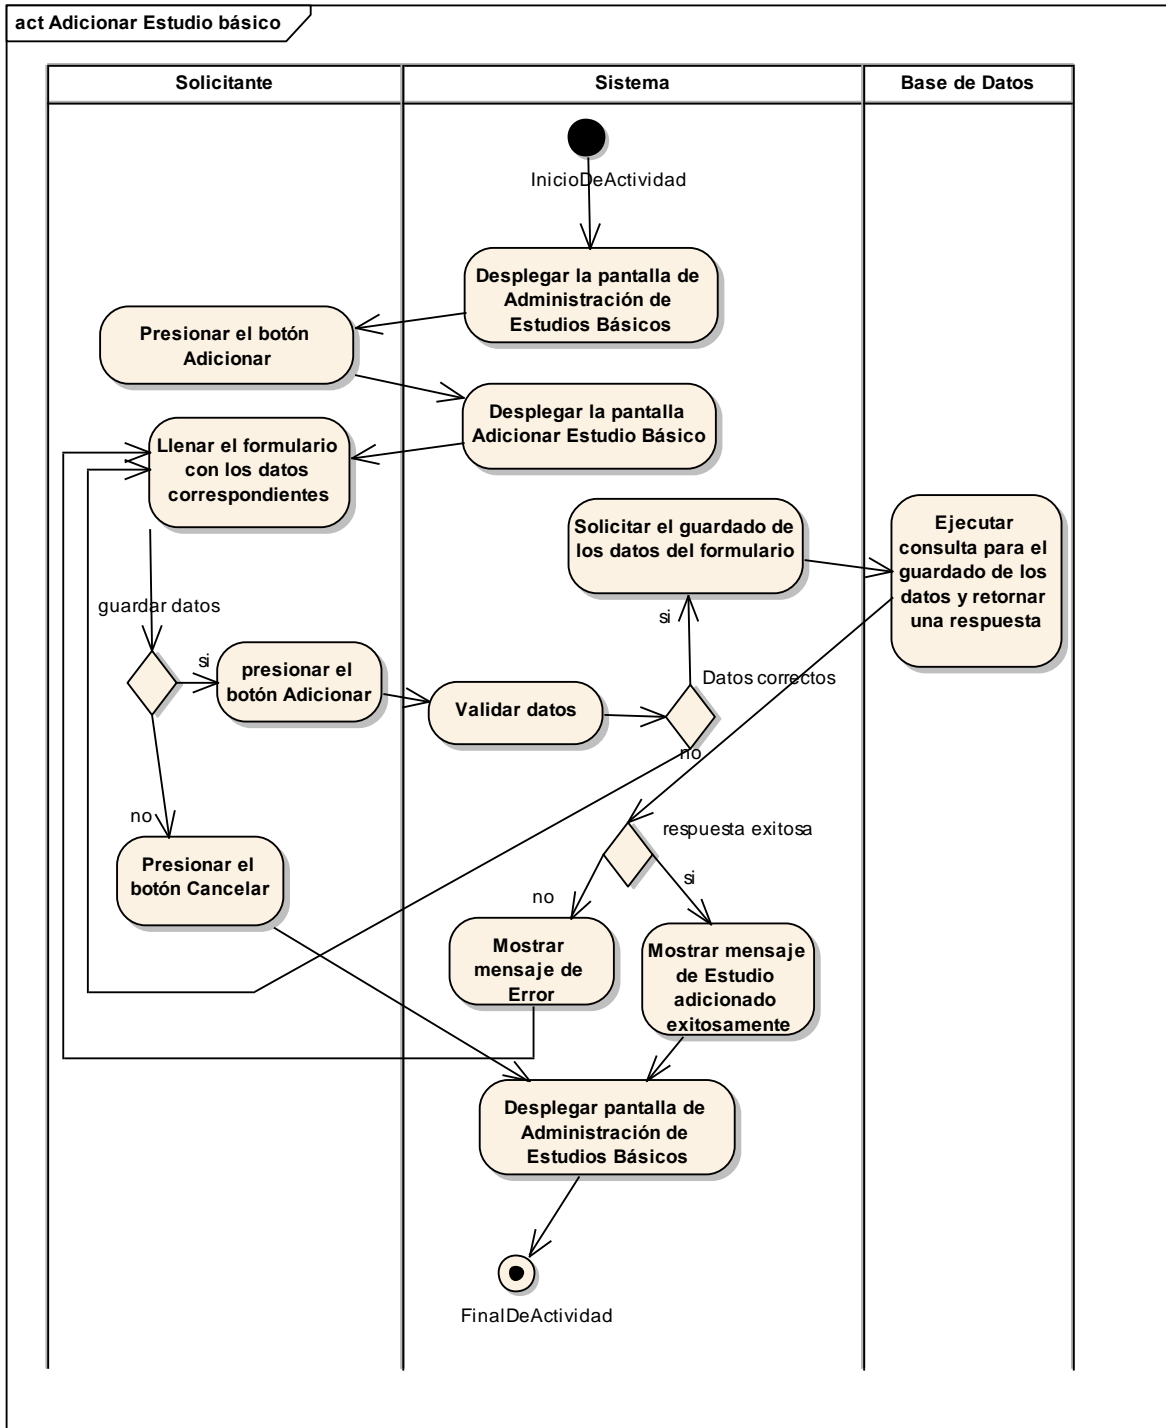 act Adicionar Estudio básico
Solicitante
Sistema
Base de Datos
InicioDeActividad
Desplegar la pantalla de
Administración de
Estudios Básicos
Presionar el botón
Adicionar
Desplegar la pantalla
Adicionar Estudio Básico
Llenar el formulario
con los datos
correspondientes
Solicitar el guardado de
los datos del formulario
Ejecutar
consulta para el
guardado de los
datos y retornar
una respuesta
guardar datos
si
si
presionar el
botón Adicionar
Validar datos
Datos correctos
no
no
respuesta exitosa
Presionar el
botón Cancelar
no
si
Mostrar
mensaje de
Error
Mostrar mensaje
de Estudio
adicionado
exitosamente
Desplegar pantalla de
Administración de
Estudios Básicos
FinalDeActividad